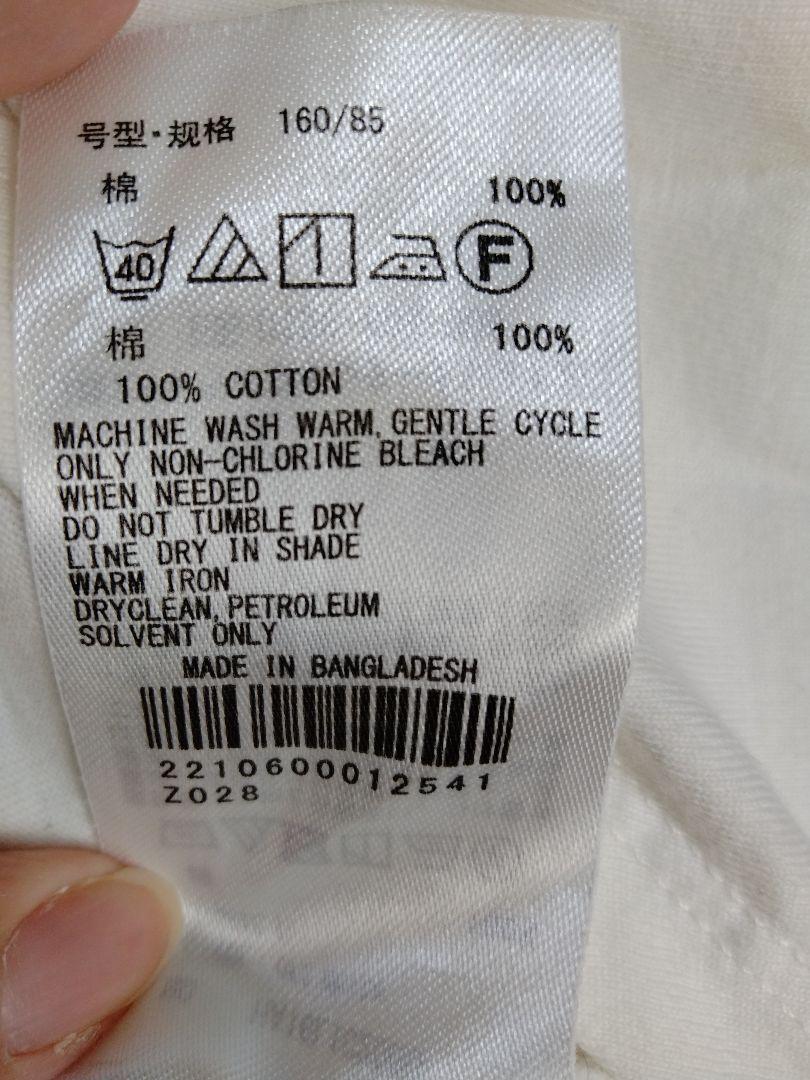 号型·规格 160/85
棉 100%
40 F
棉 100%
100% COTTON
MACHINE WASH WARM, GENTLE CYCLE
ONLY NON-CHLORINE BLEACH
WHEN NEEDED
DO NOT TUMBLE DRY
LINE DRY IN SHADE
WARM IRON
DRYCLEAN, PETROLEUM
SOLVENT ONLY
MADE IN BANGLADESH
2210600012541
Z028